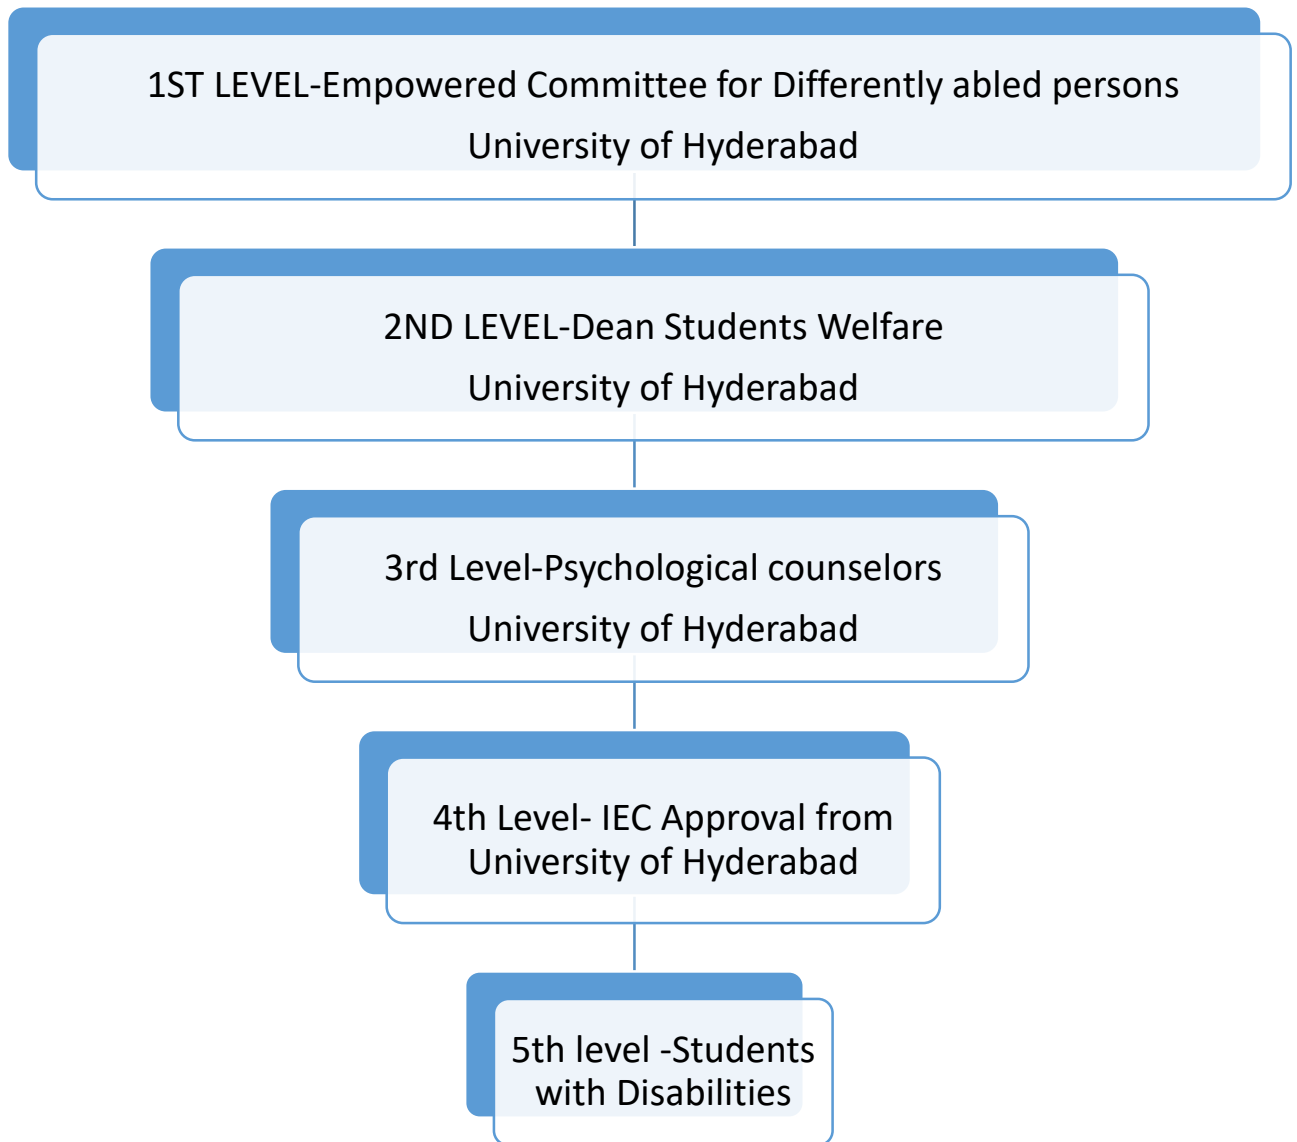 1ST LEVEL-Empowered Committee for Differently abled persons
University of Hyderabad
2ND LEVEL-Dean Students Welfare
University of Hyderabad
3rd Level-Psychological counselors
University of Hyderabad
4th Level- IEC Approval from
University of Hyderabad
5th level -Students
with Disabilities